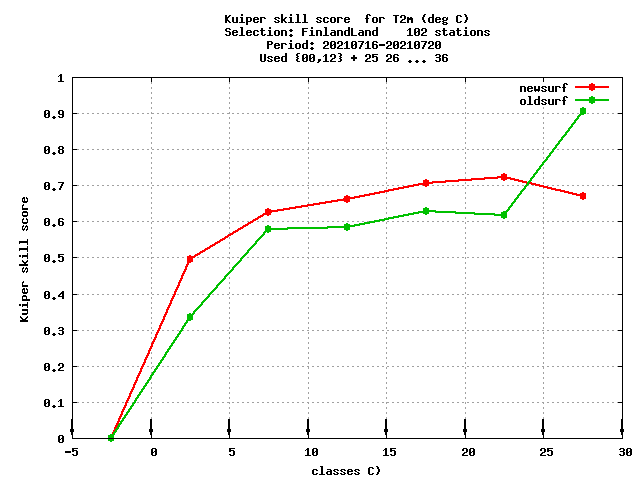 Kuiper skill score  for T2m (deg C)
Selection: FinlandLand    102 stations
Period: 20210716-20210720
Used {00,12} + 25 26 ... 36
newsurf
oldsurf
1
0.9
0.8
0.7
0.6
0.5
0.4
0.3
0.2
0.1
0
Kuiper skill score
-5 0 5 10 15 20 25 30
classes C)